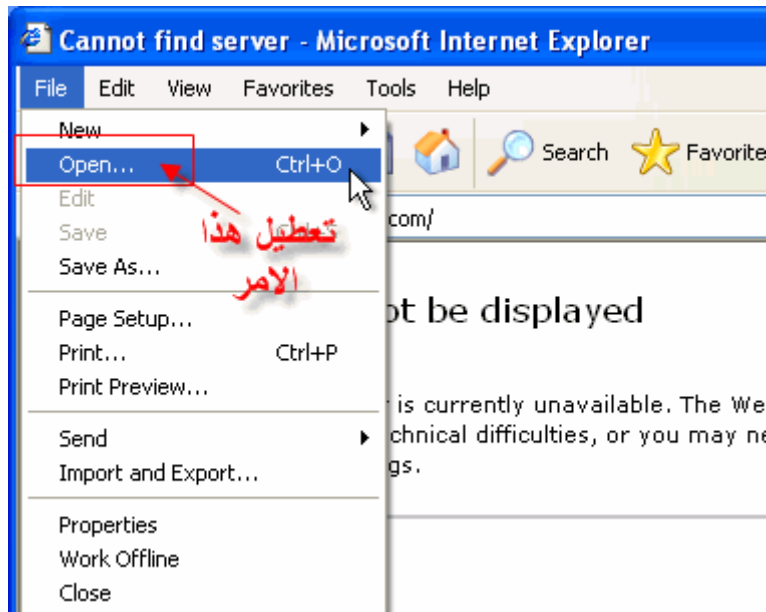 Cannot find server - Microsoft Internet Explorer
File Edit View Favorites Tools Help
New
Open... Ctrl+O
Search Favorite
Edit
Save
com/
تعطيل هذا
الامر
Save As...
Page Setup...
Print... Ctrl+P
Print Preview...
Send
Import and Export...
Properties
Work Offline
Close
ot be displayed
is currently unavailable. The We
chnical difficulties, or you may ne
gs.